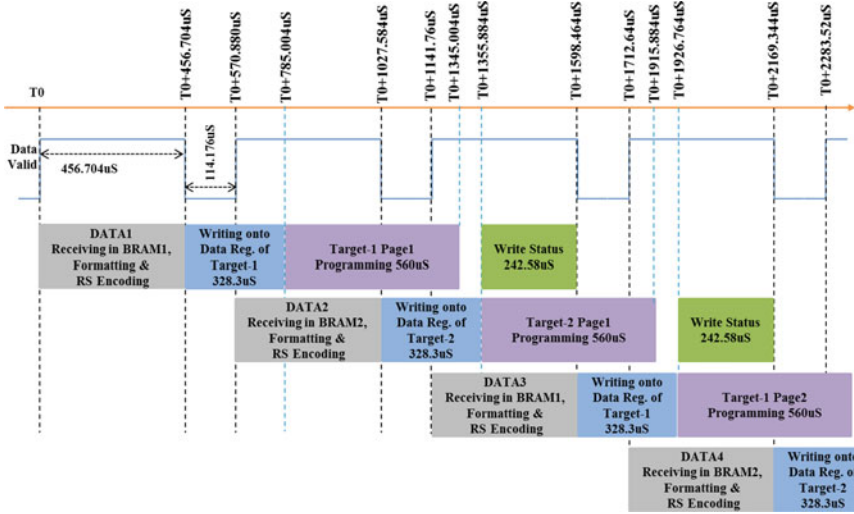 T0
T0+456.704uS
T0+570.880uS
T0+785.004uS
T0+1027.584uS
T0+1141.76uS
T0+1345.004uS
T0+1355.884uS
T0+1598.464uS
T0+1712.64uS
T0+1915.884uS
T0+1926.764uS
T0+2169.344uS
T0+2283.52uS
Data
Valid
456.704uS
114.176uS
DATA1
Receiving in BRAM1,
Formatting &
RS Encoding
Writing onto
Data Reg. of
Target-1
328.3uS
Target-1 Page1
Programming 560uS
Write Status
242.58uS
DATA2
Receiving in BRAM2,
Formatting &
RS Encoding
Writing onto
Data Reg. of
Target-2
328.3uS
Target-2 Page1
Programming 560uS
Write Status
242.58uS
DATA3
Receiving in BRAM1,
Formatting &
RS Encoding
Writing onto
Data Reg. of
Target-1
328.3uS
Target-1 Page2
Programming 560uS
DATA4
Receiving in BRAM2,
Formatting &
RS Encoding
Writing onto
Data Reg. of
Target-2
328.3uS